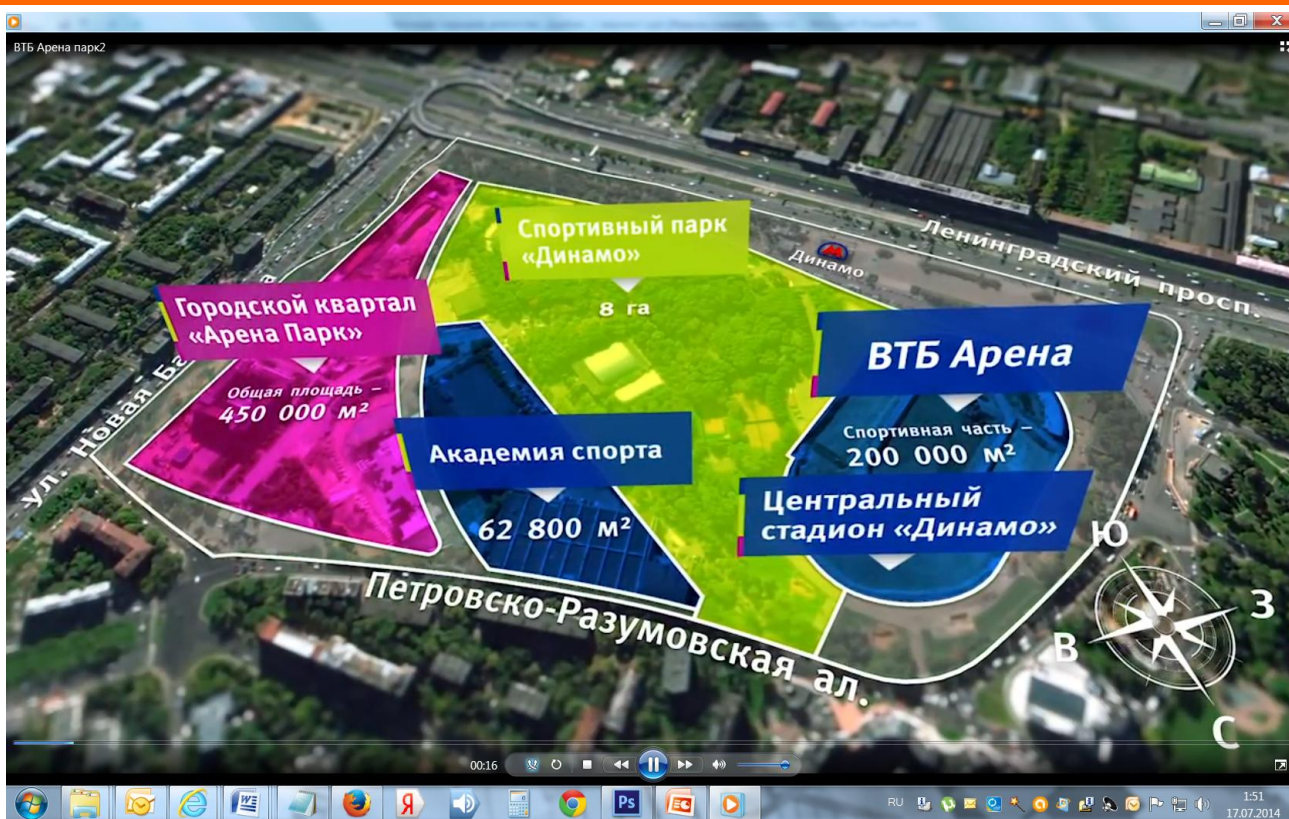 ВТБ Арена парк2
Спортивный парк
«Динамо»
8 га
Динамо
Ленинградский просп.
Городской квартал
«Арена Парк»
Общая площадь –
450 000 м²
ул. Новая
ВТБ Арена
Спортивная часть –
200 000 м²
Академия спорта
62 800 м²
Центральный
стадион «Динамо»
Петровско-Разумовская ал.
Ю
З
В
С
00:16
Я
Ps
RU
1:51
17.07.2014